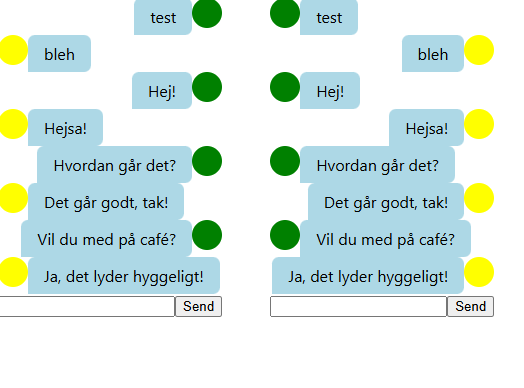 test
bleh
Hej!
Hejsa!
Hvordan går det?
Det går godt, tak!
Vil du med på café?
Ja, det lyder hyggeligt!
Send
test
bleh
Hej!
Hejsa!
Hvordan går det?
Det går godt, tak!
Vil du med på café?
Ja, det lyder hyggeligt!
Send